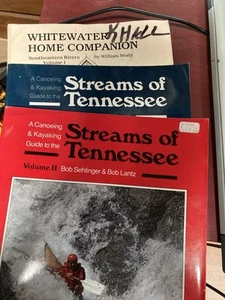 WHITEWATER
HOME COMPANION
Southeastern Rivers
Volume I
by William Nealy
HALL
A Canoeing
& Kayaking
Guide to the
Streams of
Tennessee
A Canoeing
& Kayaking
Guide to the
Streams of
Tennessee
Volume II Bob Sehlinger & Bob Lantz